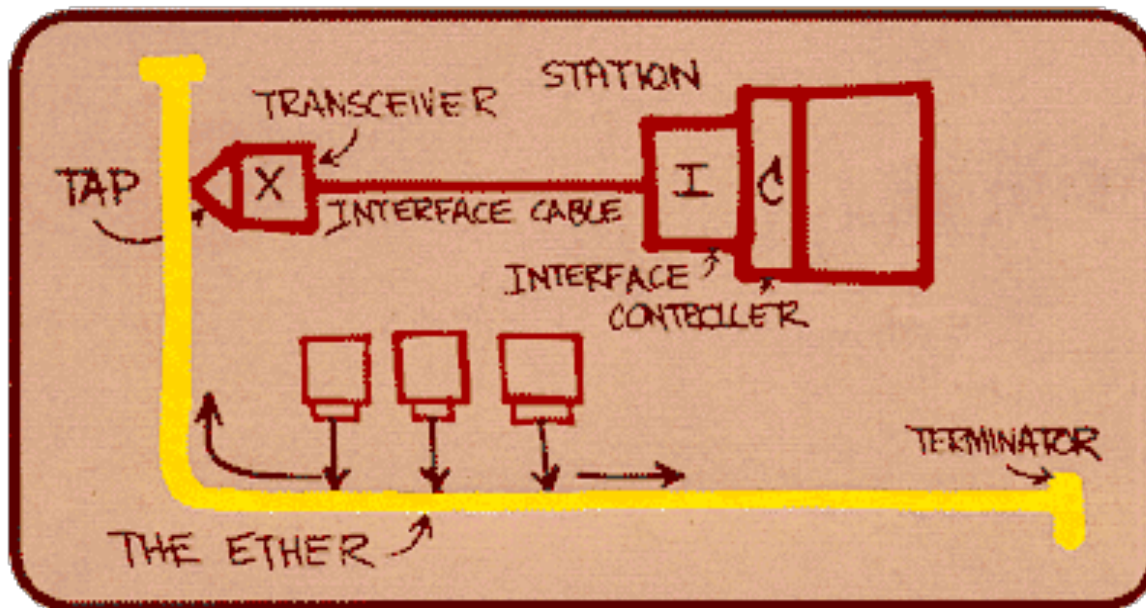 STATION
TRANSCEIVER
TAP
X
I
C
INTERFACE CABLE
INTERFACE
CONTROLLER
TERMINATOR
THE ETHER